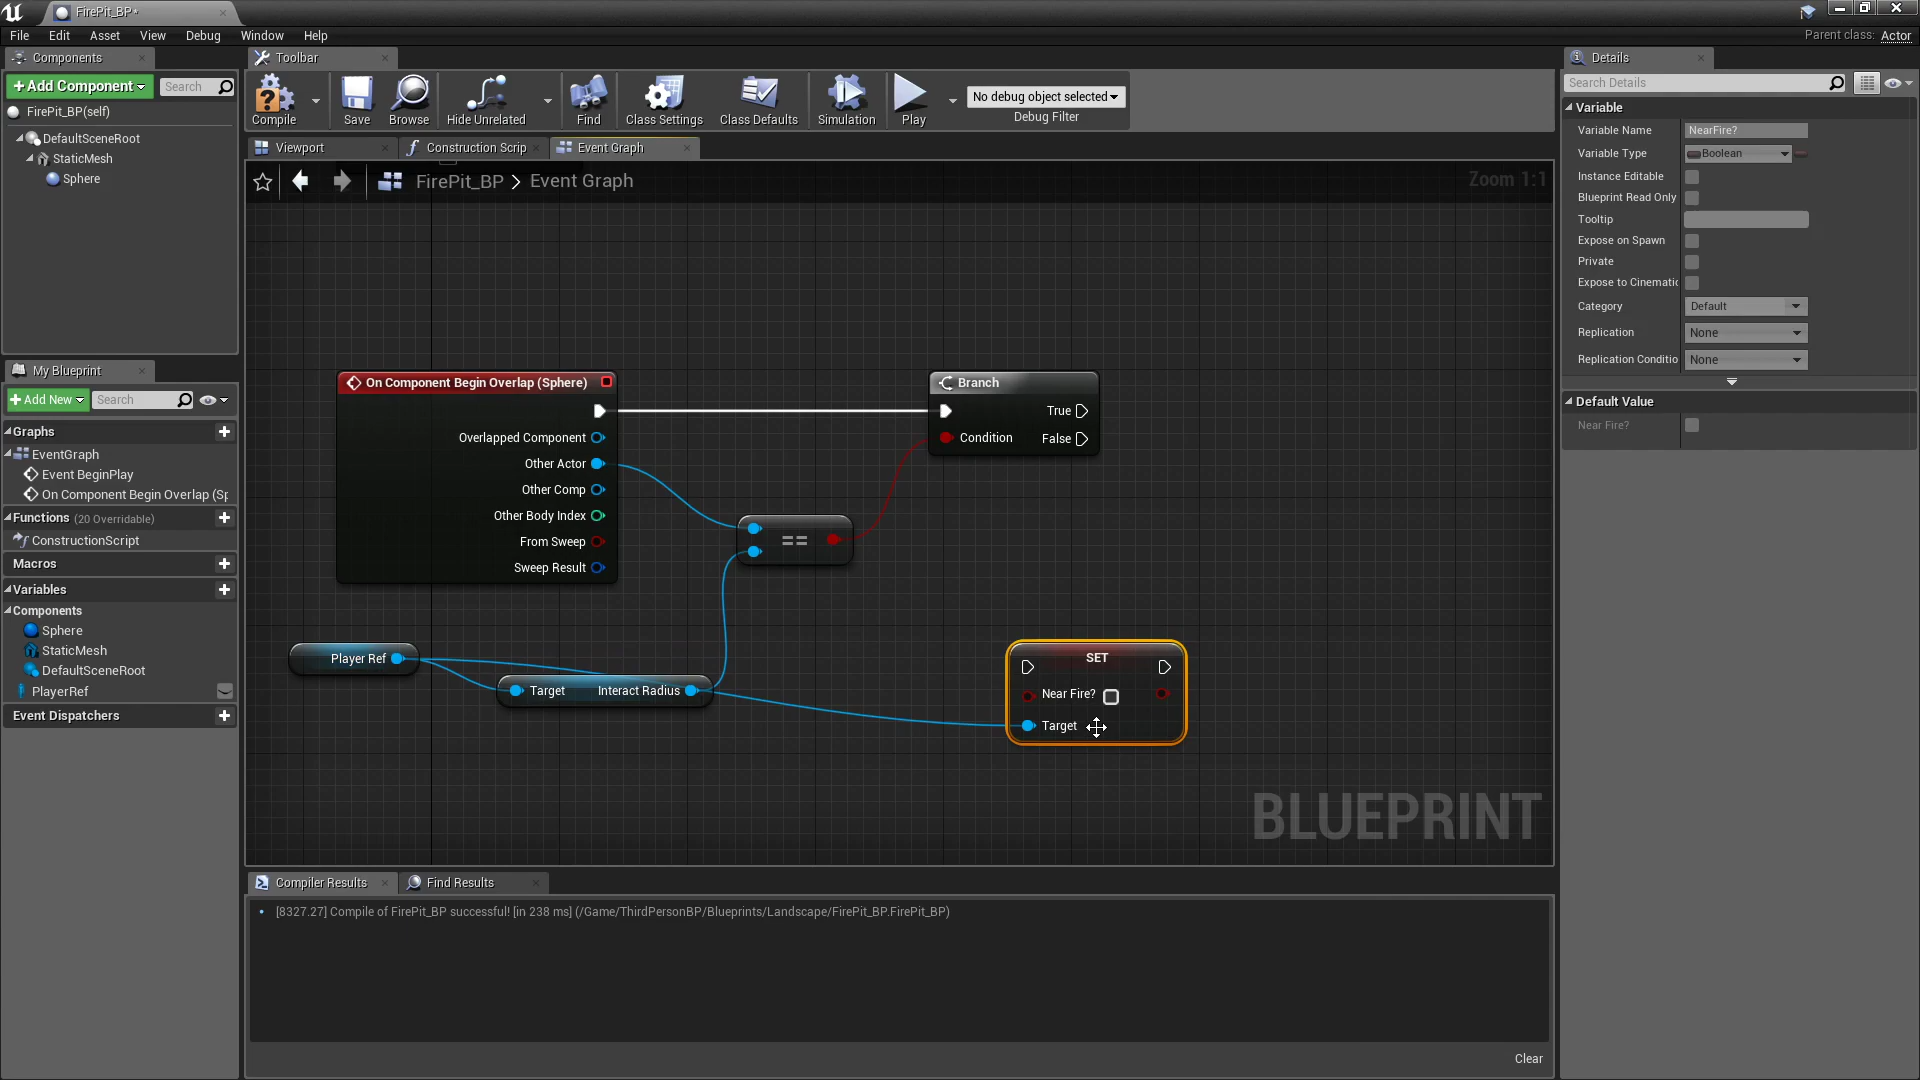 FirePit_BP*
File Edit Asset View Debug Window Help
Parent class: Actor
Components
Toolbar
Details
Add Component
Search
Search Details
FirePit_BP(self)
DefaultSceneRoot
StaticMesh
Sphere
Compile
Save
Browse
Hide Unrelated
Find
Class Settings
Class Defaults
Simulation
Play
No debug object selected
Debug Filter
Viewport
Construction Scrip
Event Graph
FirePit_BP > Event Graph
Zoom 1:1
Variable
Variable Name NearFire?
Variable Type Boolean
Instance Editable
Blueprint Read Only
Tooltip
Expose on Spawn
Private
Expose to Cinematic
Category Default
Replication None
Replication Conditio None
Default Value
Near Fire?
My Blueprint
Add New
Search
Graphs
EventGraph
Event BeginPlay
On Component Begin Overlap (Sp
Functions (20 Overridable)
ConstructionScript
Macros
Variables
Components
Sphere
StaticMesh
DefaultSceneRoot
PlayerRef
Event Dispatchers
On Component Begin Overlap (Sphere)
Overlapped Component
Other Actor
Other Comp
Other Body Index
From Sweep
Sweep Result
Branch
True
Condition
False
==
Player Ref
Target Interact Radius
SET
Near Fire?
Target
BLUEPRINT
Compiler Results
Find Results
[8327.27] Compile of FirePit_BP successful! [in 238 ms] (/Game/ThirdPersonBP/Blueprints/Landscape/FirePit_BP.FirePit_BP)
Clear